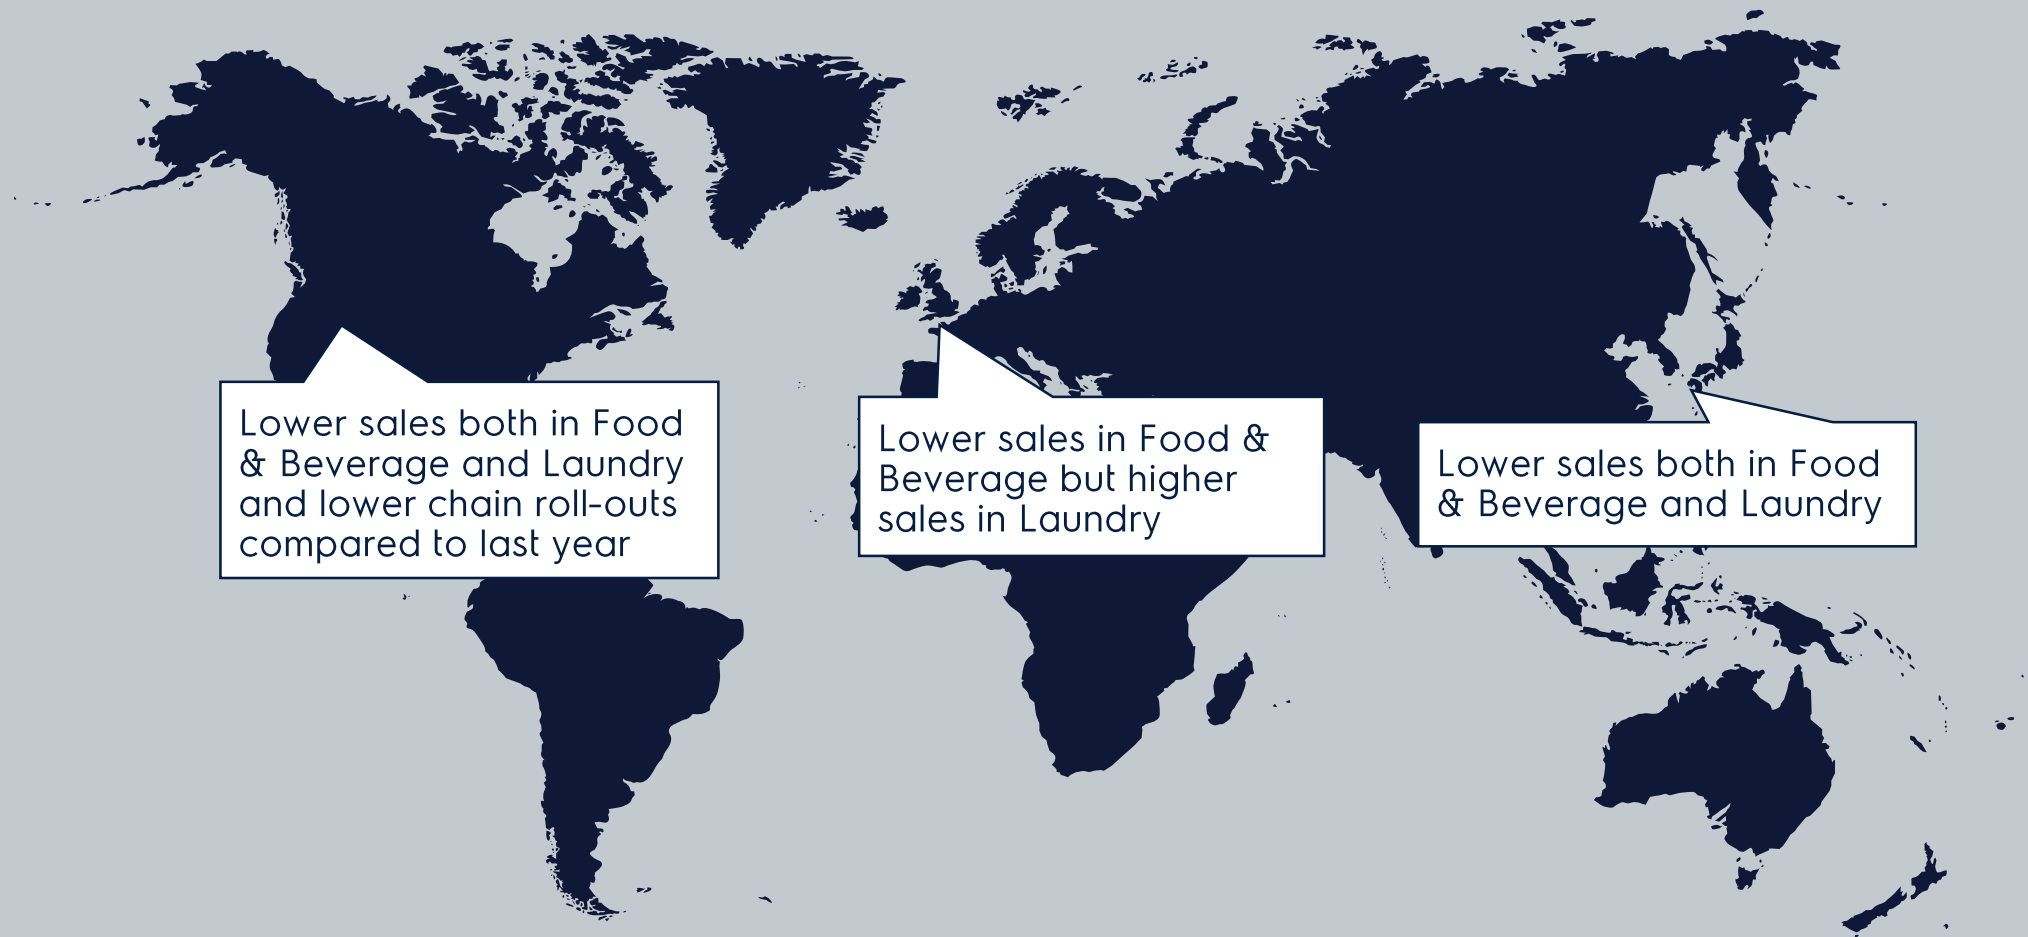 Lower sales both in Food
& Beverage and Laundry
and lower chain roll-outs
compared to last year
Lower sales in Food &
Beverage but higher
sales in Laundry
Lower sales both in Food
& Beverage and Laundry